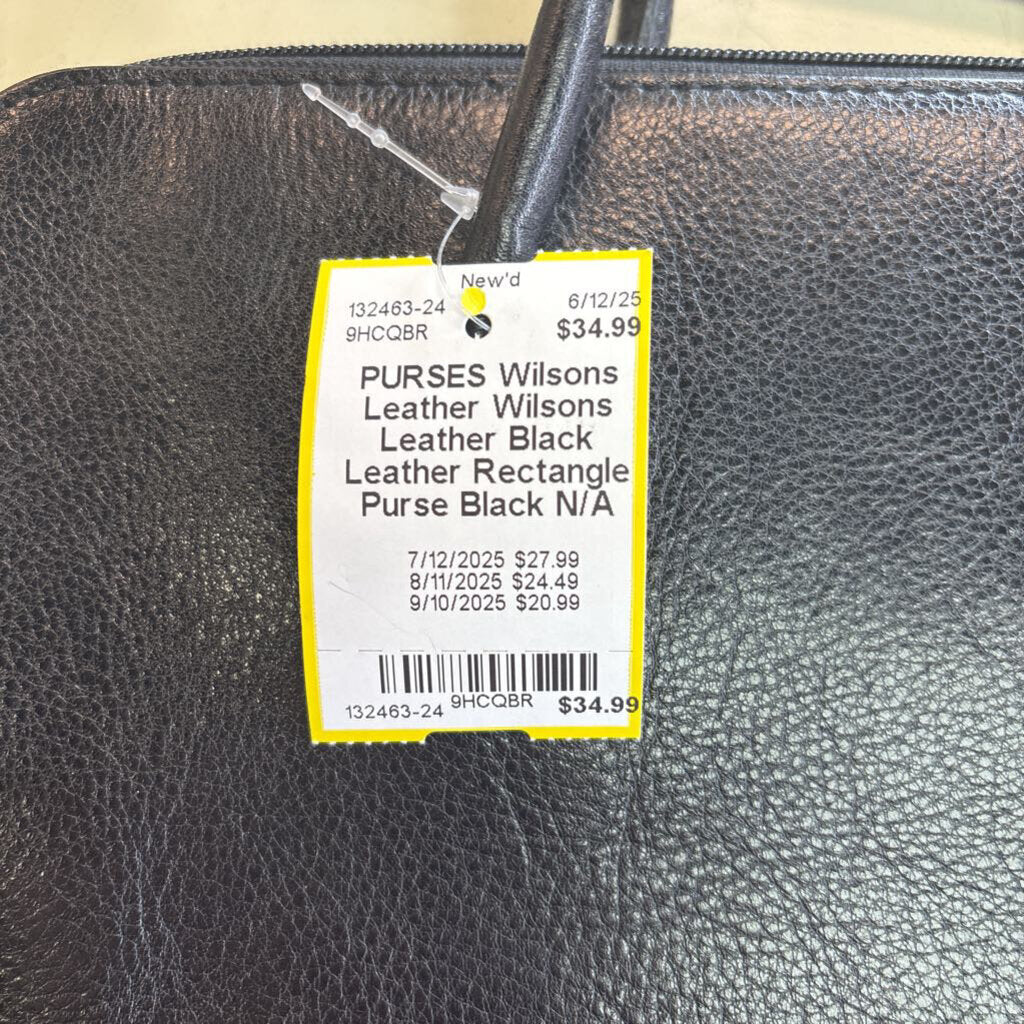 New'd
132463-24 6/12/25
9HCQBR $34.99
PURSES Wilsons
Leather Wilsons
Leather Black
Leather Rectangle
Purse Black N/A
7/12/2025 $27.99
8/11/2025 $24.49
9/10/2025 $20.99
132463-24 9HCQBR $34.99